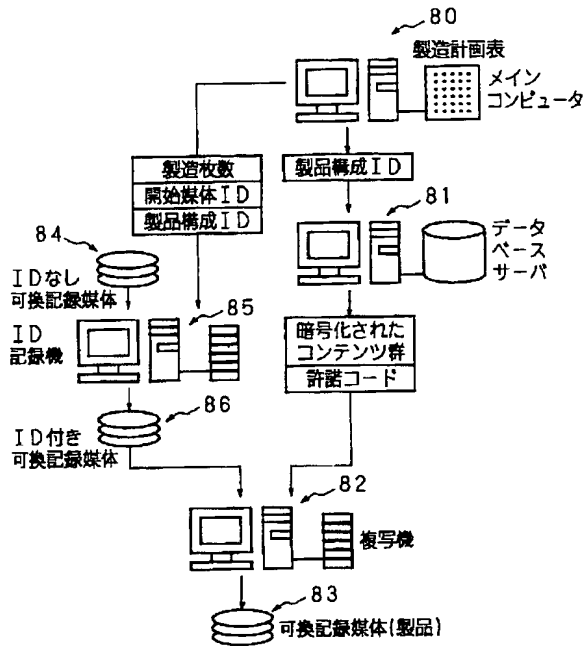 80
製造計画表
メイン
コンピュータ
製造枚数
開始媒体ID
製品構成ID
製品構成ID
81
データ
ベース
サーバ
84
IDなし
可換記録媒体
85
ID
記録機
暗号化された
コンテンツ群
許諾コード
86
ID付き
可換記録媒体
82
複写機
83
可換記録媒体(製品)